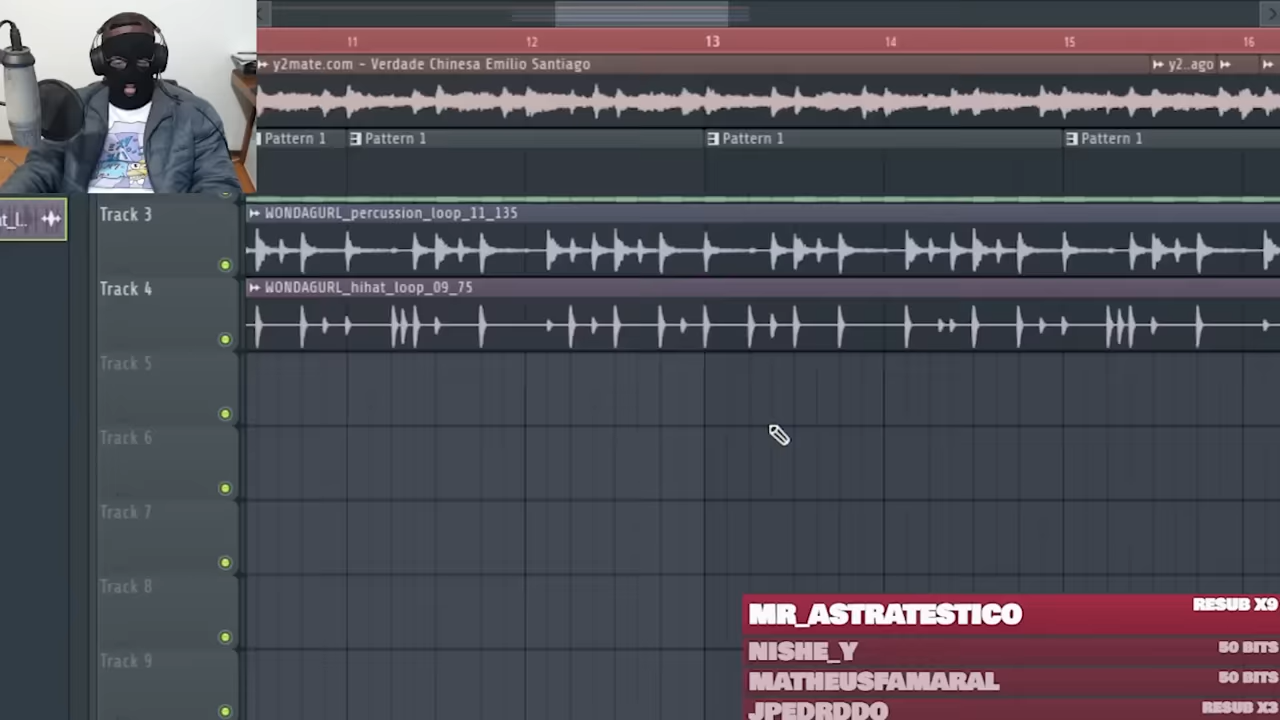 11 12 13 14 15 16
y2mate.com - Verdade Chinesa Emílio Santiago y2..ago
Pattern 1 Pattern 1 Pattern 1 Pattern 1
Track 3 WONDAGURL_percussion_loop_11_135
at_l..
Track 4 WONDAGURL_hihat_loop_09_75
Track 5
Track 6
Track 7
Track 8
MR_ASTRATESTICO RESUB X9
NISHE_Y 50 BITS
Track 9
MATHEUSFAMARAL 50 BITS
JPEDRDDO RESUB X3